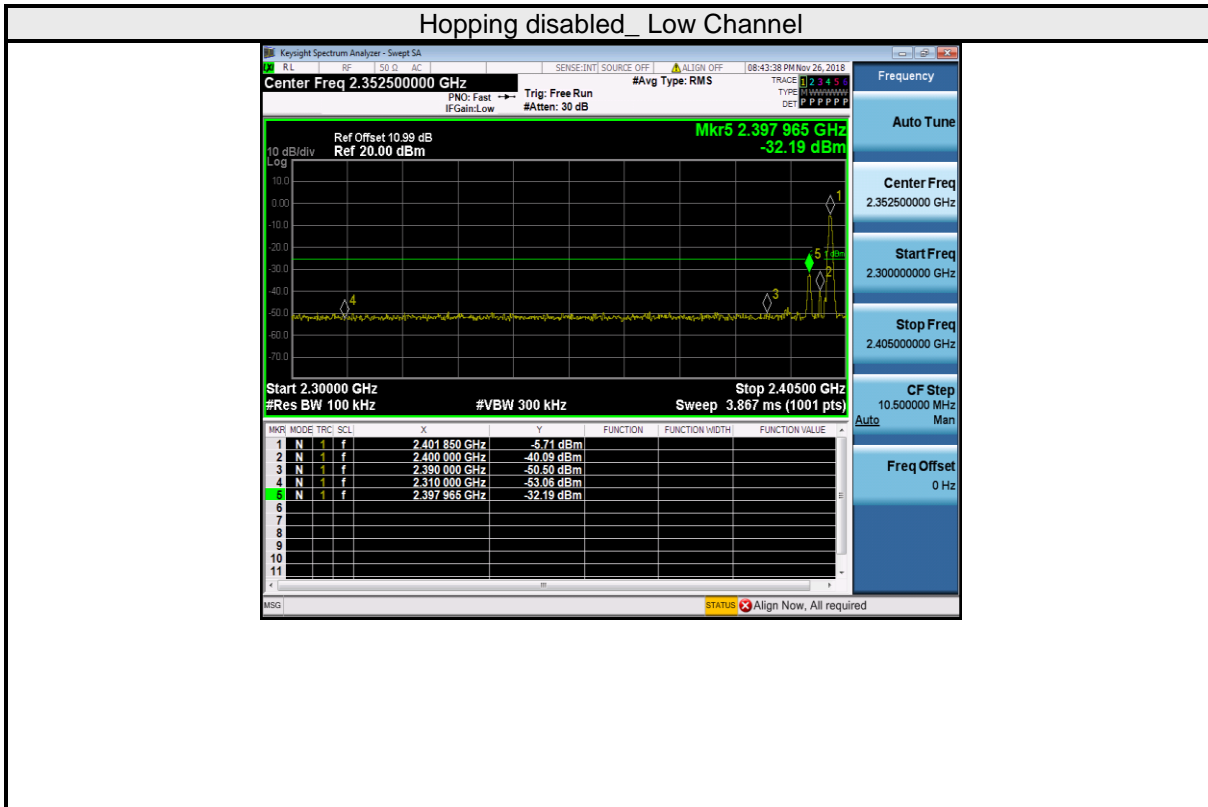 Hopping disabled_ Low Channel
Keysight Spectrum Analyzer - Swept SA
RL RF 50 Ω AC SENSE:INT SOURCE OFF ALIGN OFF 08:43:38 PM Nov 26, 2018
Center Freq 2.352500000 GHz #Avg Type: RMS TRACE 1 2 3 4 5 6
PNO: Fast Trig: Free Run TYPE M WWWWW
IFGain:Low #Atten: 30 dB DET P P P P P P
Frequency
Auto Tune
Center Freq
2.352500000 GHz
Start Freq
2.300000000 GHz
Stop Freq
2.405000000 GHz
CF Step
10.500000 MHz
Auto Man
Freq Offset
0 Hz
Mkr5 2.397 965 GHz
-32.19 dBm
Ref Offset 10.99 dB
10 dB/div Ref 20.00 dBm
Log
10.0
0.00
-10.0
-20.0
-30.0
-40.0
-50.0
-60.0
-70.0
1
5
2
3
4
Start 2.30000 GHz Stop 2.40500 GHz
#Res BW 100 kHz #VBW 300 kHz Sweep 3.867 ms (1001 pts)
MKR MODE TRC SCL X Y FUNCTION FUNCTION WIDTH FUNCTION VALUE
1 N 1 f 2.401 850 GHz -5.71 dBm
2 N 1 f 2.400 000 GHz -40.09 dBm
3 N 1 f 2.390 000 GHz -50.50 dBm
4 N 1 f 2.310 000 GHz -53.06 dBm
5 N 1 f 2.397 965 GHz -32.19 dBm
6
7
8
9
10
11
MSG STATUS Align Now, All required